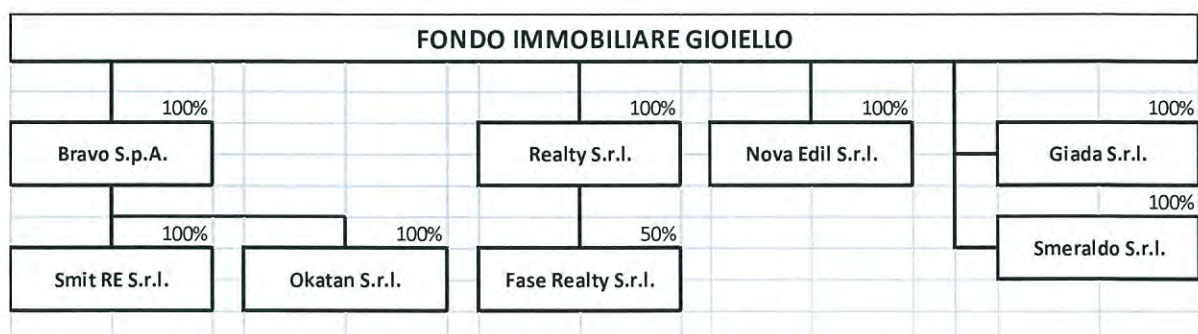 FONDO IMMOBILIARE GIOIELLO
100%
100%
100%
100%
Bravo S.p.A.
Realty S.r.l.
Nova Edil S.r.l.
Giada S.r.l.
100%
100%
100%
50%
Smeraldo S.r.l.
Smit RE S.r.l.
Okatan S.r.l.
Fase Realty S.r.l.